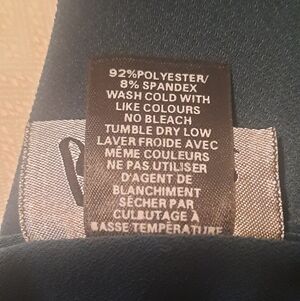 92%POLYESTER/
8% SPANDEX
WASH COLD WITH
LIKE COLOURS
NO BLEACH
TUMBLE DRY LOW
LAVER FROIDE AVEC
MÊME COULEURS
NE PAS UTILISER
D'AGENT DE
BLANCHIMENT
SÉCHER PAR
CULBUTAGE À
BASSE TEMPÉRATURE